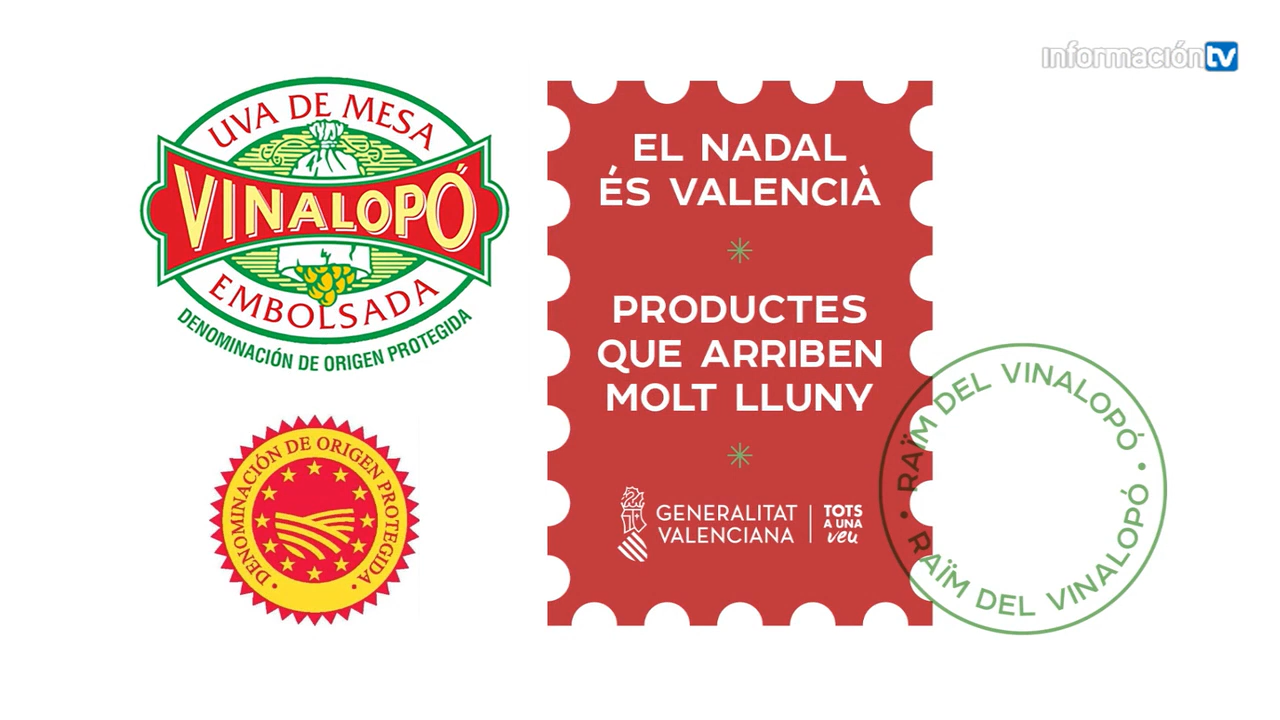 informacióntv
UVA DE MESA
VINALOPÓ
EMBOLSADA
DENOMINACIÓN DE ORIGEN PROTEGIDA
EL NADAL
ÉS VALENCIÀ
PRODUCTES
QUE ARRIBEN
MOLT LLUNY
GENERALITAT
VALENCIANA
TOTS
A UNA
veu
• RAÏM DEL VINALOPÓ •
RAÏM DEL VINALOPÓ
• DENOMINACIÓN DE ORIGEN PROTEGIDA •